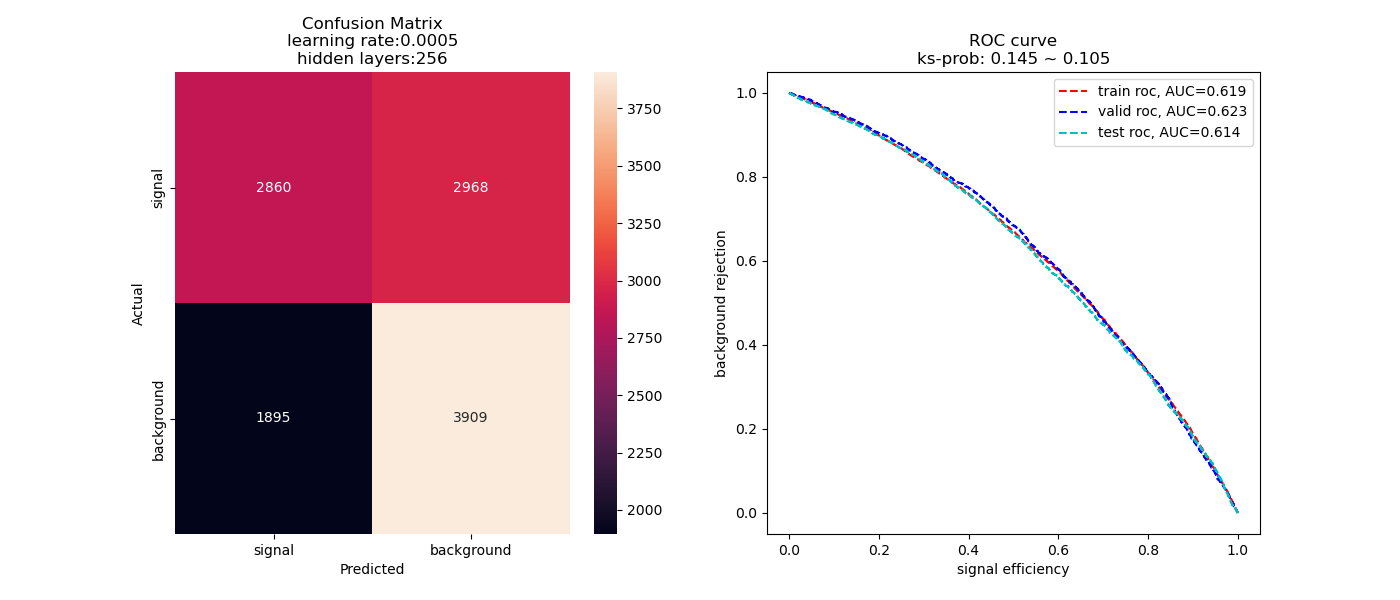 Confusion Matrix
learning rate:0.0005
hidden layers:256
signal
background
Actual
2860
2968
1895
3909
signal
background
Predicted
3750
3500
3250
3000
2750
2500
2250
2000
ROC curve
ks-prob: 0.145 ~ 0.105
train roc, AUC=0.619
valid roc, AUC=0.623
test roc, AUC=0.614
background rejection
1.0
0.8
0.6
0.4
0.2
0.0
0.0
0.2
0.4
0.6
0.8
1.0
signal efficiency